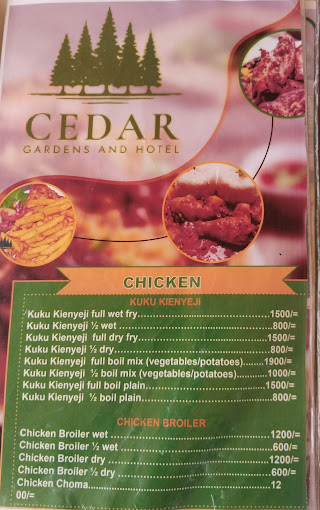 CEDAR
GARDENS AND HOTEL
CHICKEN
KUKU KIENYEJI
Kuku Kienyeji full wet fry..............................1500/=
Kuku Kienyeji ½ wet ...................................800/=
Kuku Kienyeji full dry fry..............................1500/=
Kuku Kienyeji ½ dry.....................................800/=
Kuku Kienyeji full boil mix (vegetables/potatoes)....... 1900/=
Kuku Kienyeji ½ boil mix (vegetables/potatoes)..........1000/=
Kuku Kienyeji full boil plain............................1500/=
Kuku Kienyeji ½ boil plain................................800/=
CHICKEN BROILER
Chicken Broiler wet ........................................1200/=
Chicken Broiler ½ wet ......................................600/=
Chicken Broiler dry ........................................1200/=
Chicken Broiler ½ dry ......................................600/=
Chicken Choma..............................................12
00/=